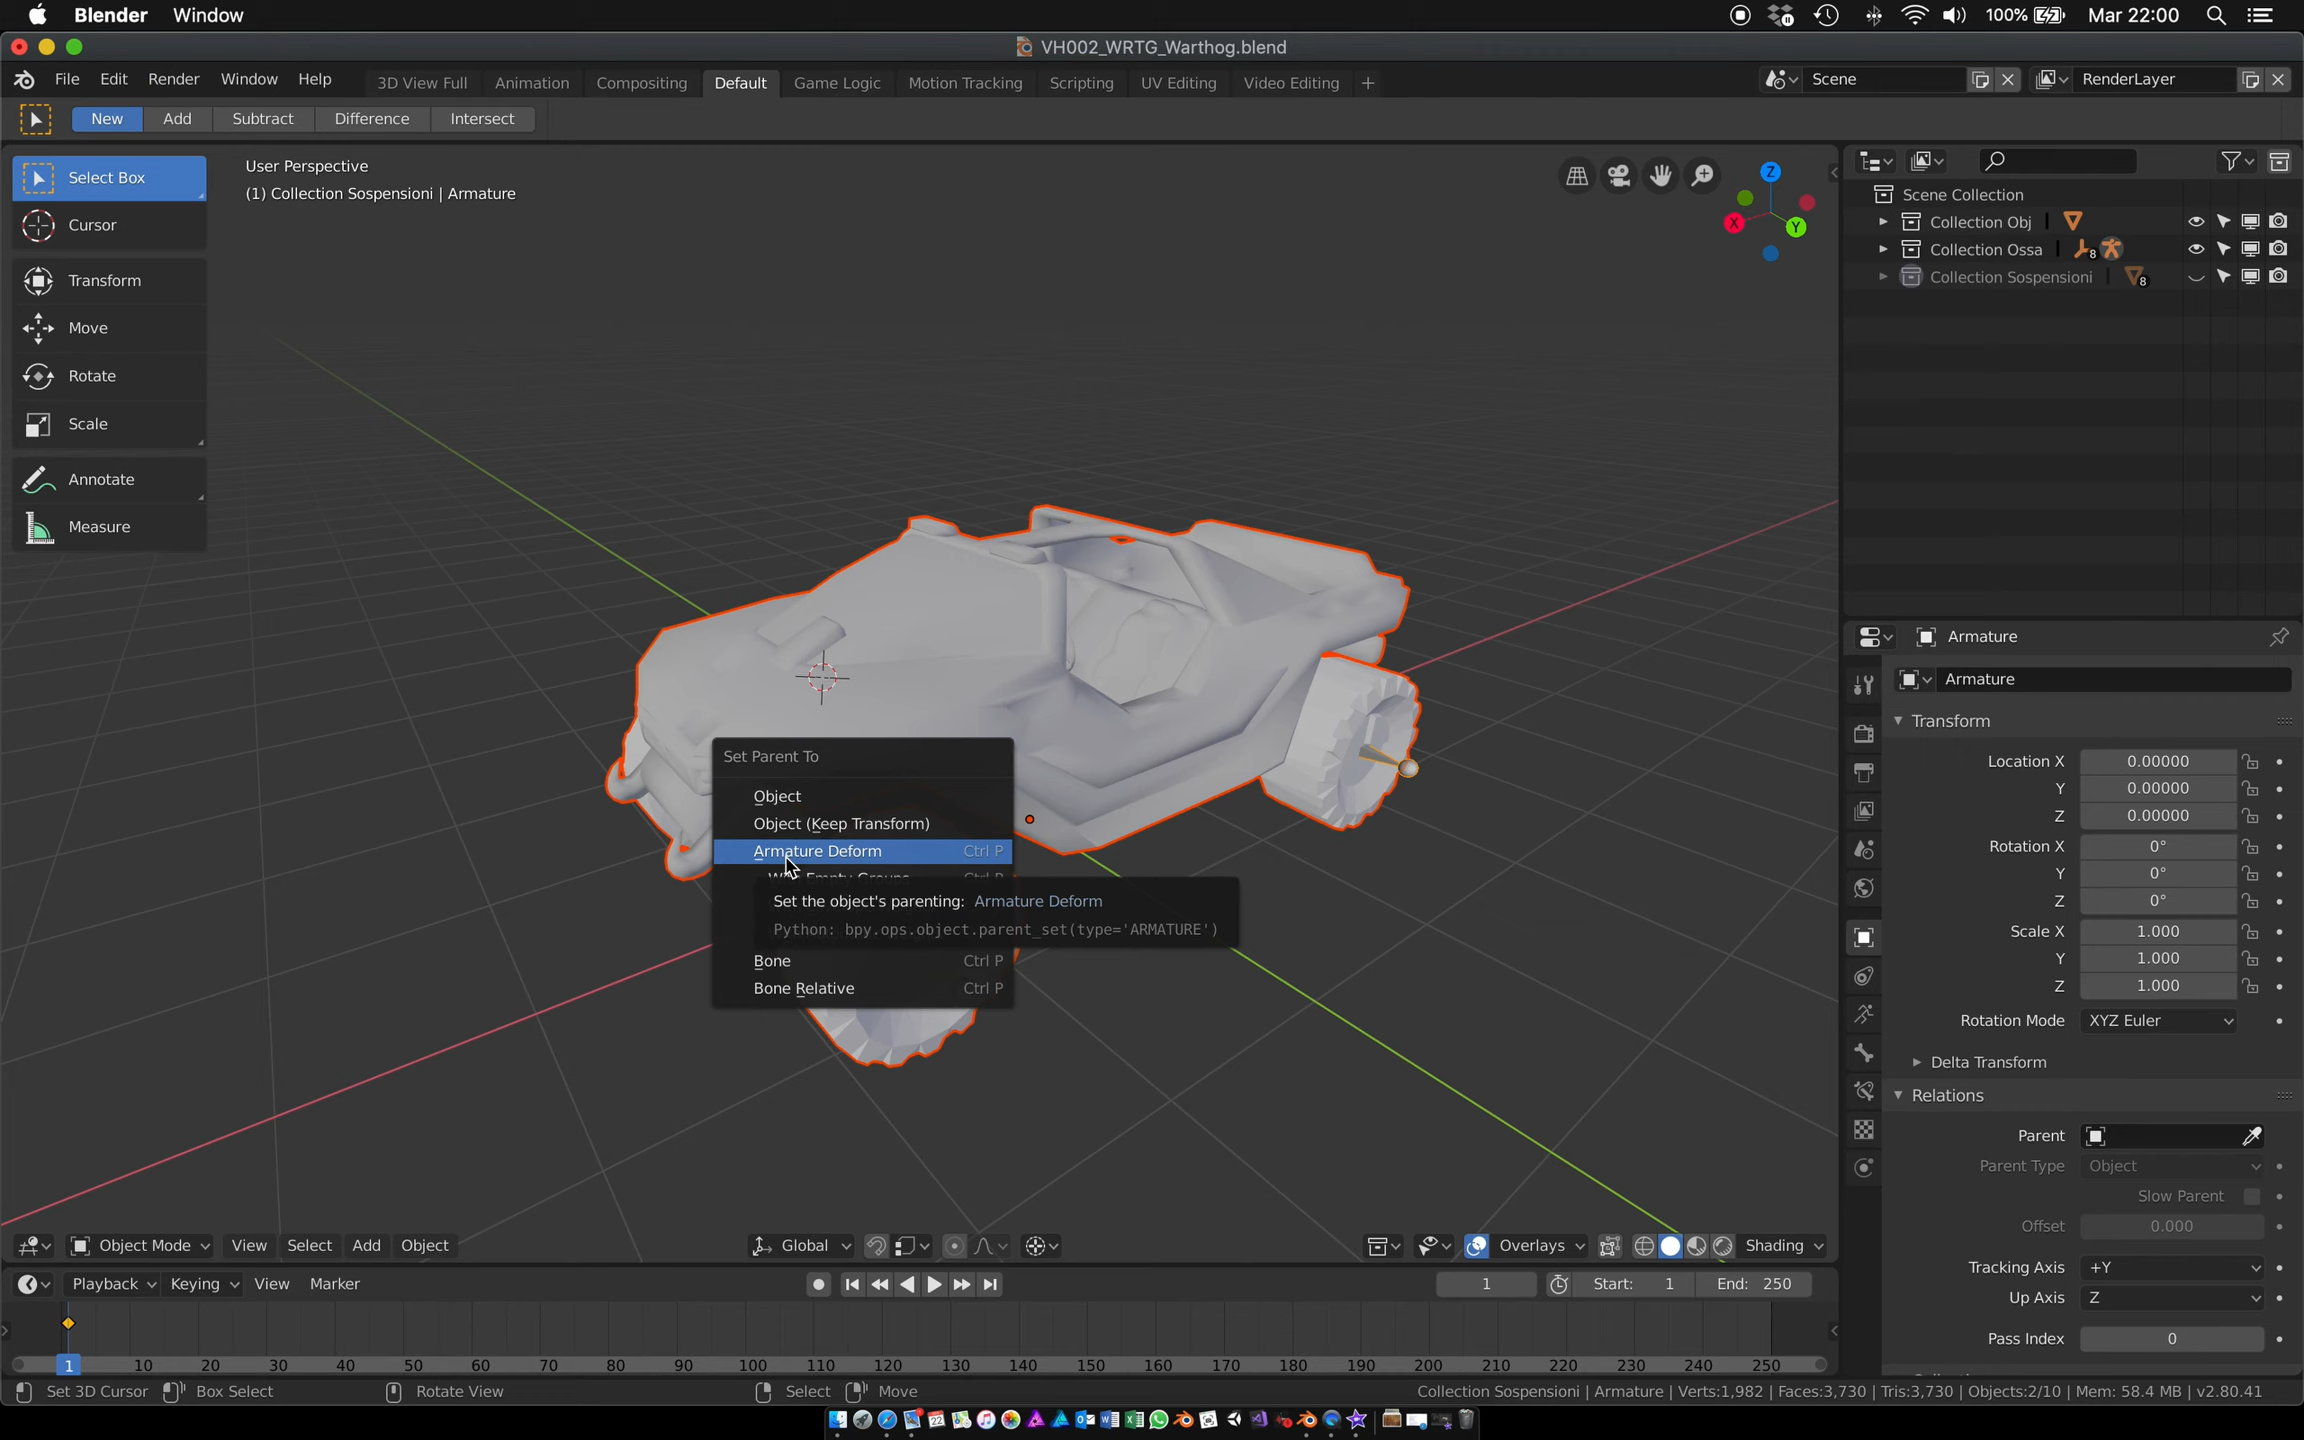 Blender Window 100% Mar 22:00
VH002_WRTG_Warthog.blend
File Edit Render Window Help 3D View Full Animation Compositing Default Game Logic Motion Tracking Scripting UV Editing Video Editing + Scene RenderLayer
New Add Subtract Difference Intersect
Select Box
Cursor
Transform
Move
Rotate
Scale
Annotate
Measure
User Perspective
(1) Collection Sospensioni | Armature
Z
X
Y
Set Parent To
Object
Object (Keep Transform)
Armature Deform Ctrl P
Ctrl P
Set the object's parenting: Armature Deform
Python: bpy.ops.object.parent_set(type='ARMATURE')
Bone Ctrl P
Bone Relative Ctrl P
Scene Collection
Collection Obj
Collection Ossa 8
Collection Sospensioni 8
Armature
Armature
Transform
Location X 0.00000
Y 0.00000
Z 0.00000
Rotation X 0°
Y 0°
Z 0°
Scale X 1.000
Y 1.000
Z 1.000
Rotation Mode XYZ Euler
Delta Transform
Relations
Parent
Parent Type Object
Slow Parent
Offset 0.000
Tracking Axis +Y
Up Axis Z
Pass Index 0
Object Mode View Select Add Object Global Overlays Shading
Playback Keying View Marker 1 Start: 1 End: 250
1 10 20 30 40 50 60 70 80 90 100 110 120 130 140 150 160 170 180 190 200 210 220 230 240 250
Set 3D Cursor Box Select Rotate View Select Move Collection Sospensioni | Armature | Verts:1,982 | Faces:3,730 | Tris:3,730 | Objects:2/10 | Mem: 58.4 MB | v2.80.41